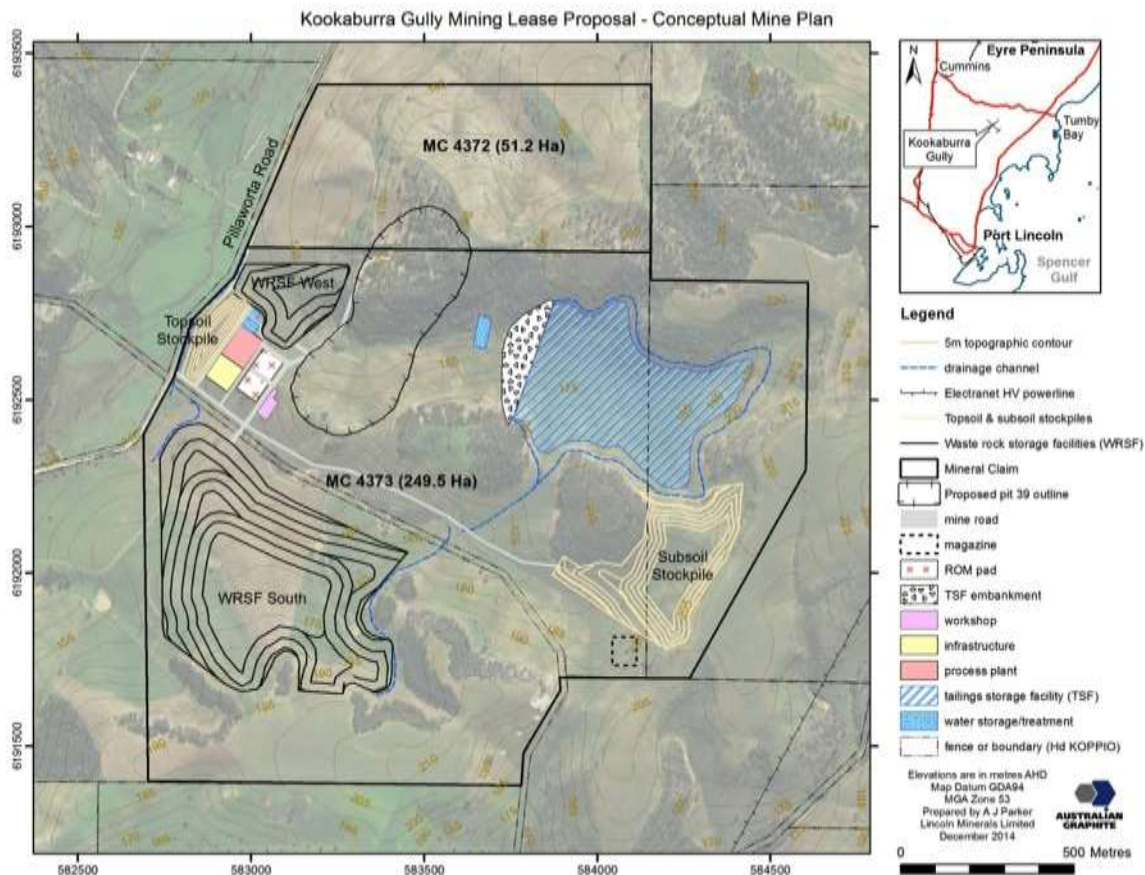 Kookaburra Gully Mining Lease Proposal - Conceptual Mine Plan
6193500
6193000
6192500
6192000
6191500
582500
583000
583500
584000
584500
Pillaworta Road
MC 4372 (51.2 Ha)
WRSF West
Topsoil
Stockpile
MC 4373 (249.5 Ha)
WRSF South
Subsoil
Stockpile
N
Eyre Peninsula
Cummins
Tumby
Bay
Kookaburra
Gully
Port Lincoln
Spencer
Gulf
Legend
5m topographic contour
drainage channel
Electranet HV powerline
Topsoil & subsoil stockpiles
Waste rock storage facilities (WRSF)
Mineral Claim
Proposed pit 39 outline
mine road
magazine
ROM pad
TSF embankment
workshop
infrastructure
process plant
tailings storage facility (TSF)
water storage/treatment
fence or boundary (Hd KOPPIO)
Elevations are in metres AHD
Map Datum GDA94
MGA Zone 53
Prepared by A J Parker
Lincoln Minerals Limited
December 2014
AUSTRALIAN
GRAPHITE
0 500 Metres